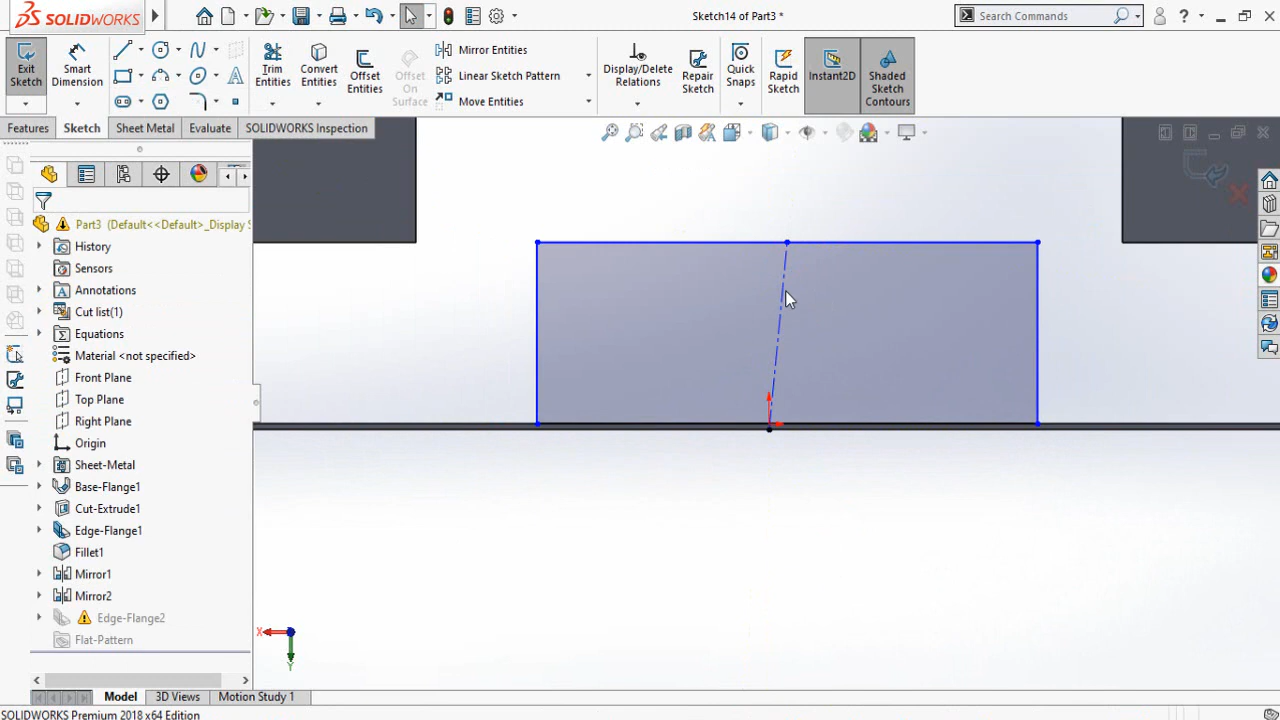 SOLIDWORKS
Sketch14 of Part3 *
Search Commands
Exit Sketch
Smart Dimension
Trim Entities
Convert Entities
Offset Entities
Offset On Surface
Mirror Entities
Linear Sketch Pattern
Move Entities
Display/Delete Relations
Repair Sketch
Quick Snaps
Rapid Sketch
Instant2D
Shaded Sketch Contours
Features
Sketch
Sheet Metal
Evaluate
SOLIDWORKS Inspection
Part3 (Default<<Default>_Display S
History
Sensors
Annotations
Cut list(1)
Equations
Material <not specified>
Front Plane
Top Plane
Right Plane
Origin
Sheet-Metal
Base-Flange1
Cut-Extrude1
Edge-Flange1
Fillet1
Mirror1
Mirror2
Edge-Flange2
Flat-Pattern
X
Y
Model
3D Views
Motion Study 1
SOLIDWORKS Premium 2018 x64 Edition